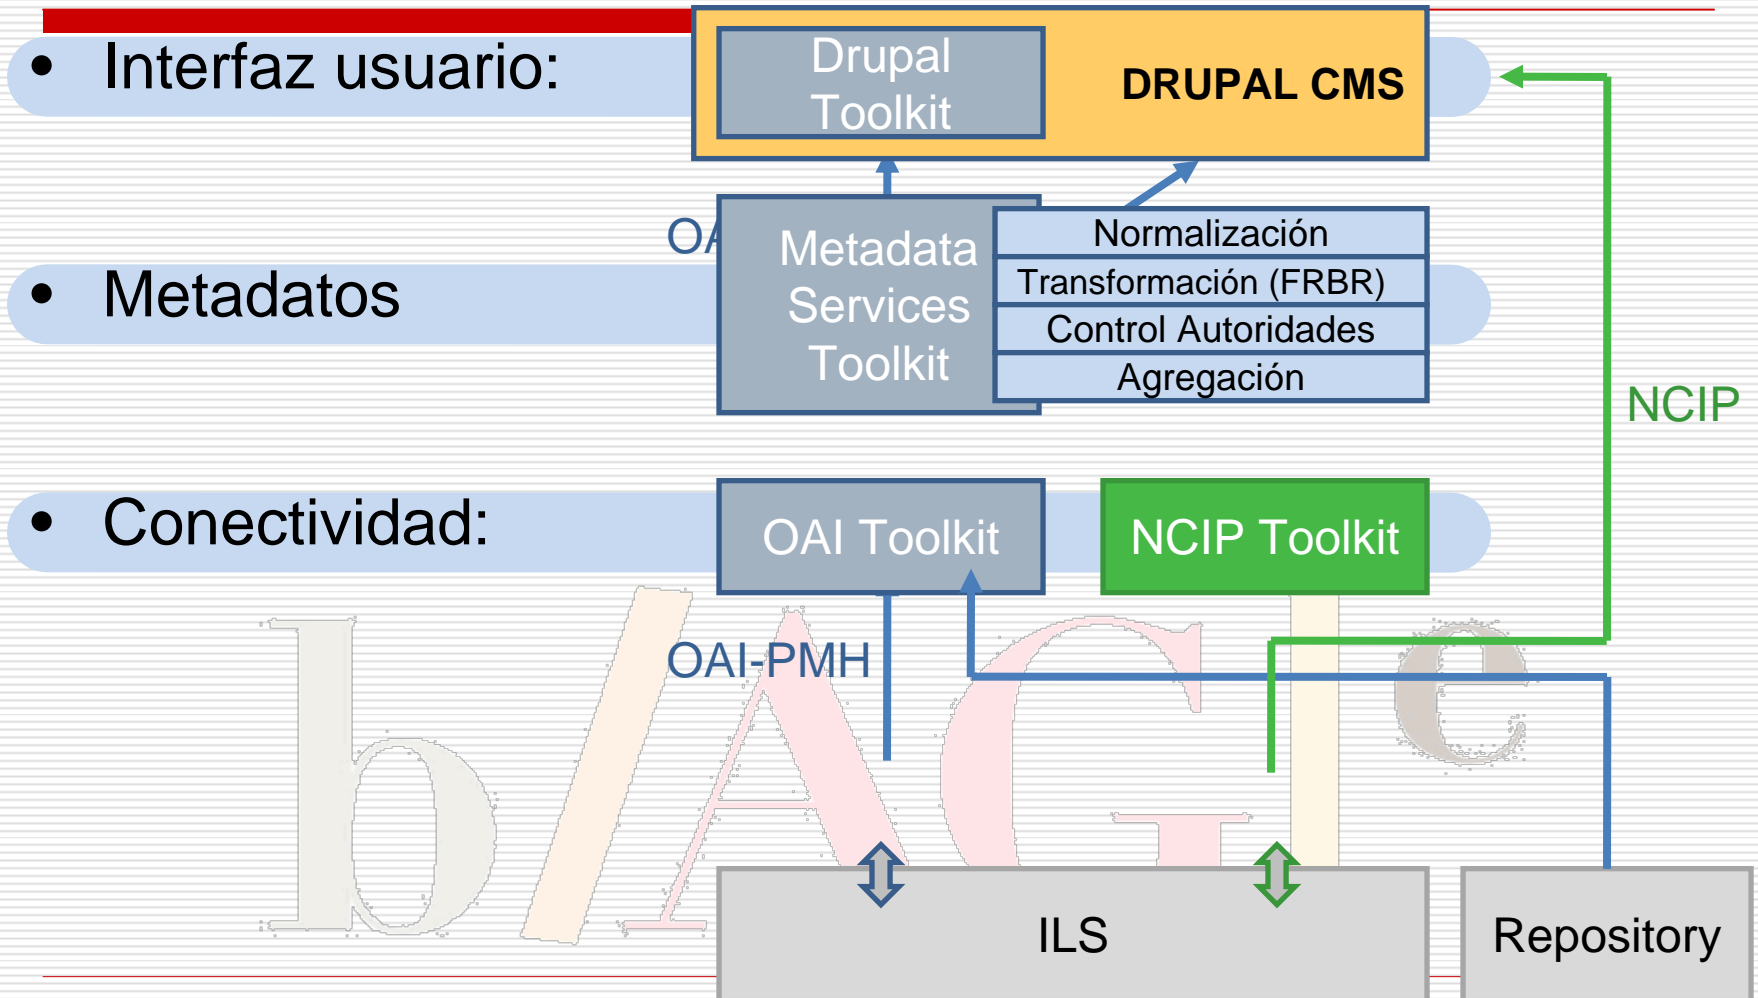 • Interfaz usuario:
Drupal
Toolkit
DRUPAL CMS
OA
Metadata
Services
Toolkit
Normalización
Transformación (FRBR)
Control Autoridades
Agregación
• Metadatos
NCIP
• Conectividad:
OAI Toolkit
NCIP Toolkit
OAI-PMH
ILS
Repository